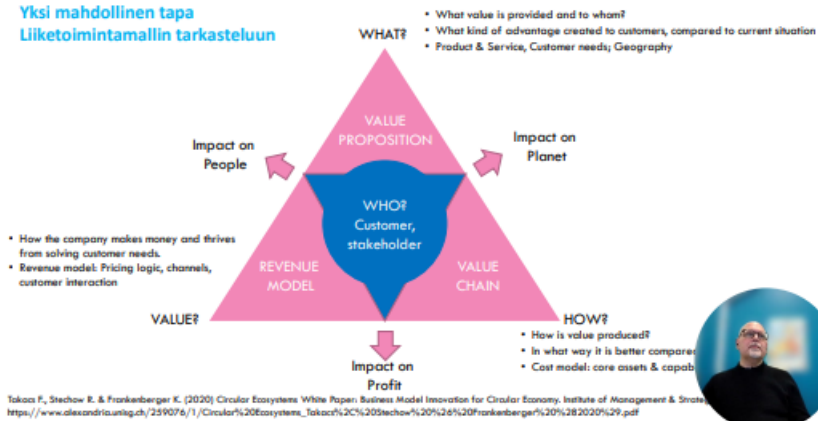 Yksi mahdollinen tapa
Liiketoimintamallin tarkasteluun
WHAT?
• What value is provided and to whom?
• What kind of advantage created to customers, compared to current situation
• Product & Service, Customer needs; Geography
VALUE
PROPOSITION
Impact on
People
Impact on
Planet
WHO?
Customer,
stakeholder
• How the company makes money and thrives
from solving customer needs.
• Revenue model: Pricing logic, channels,
customer interaction
REVENUE
MODEL
VALUE
CHAIN
VALUE?
HOW?
• How is value produced?
• In what way it is better compare
• Cost model: core assets & capab
Impact on
Profit
Takacs F., Stechow R. & Frankenberger K. (2020) Circular Ecosystems White Paper: Business Model Innovation for Circular Economy. Institute of Management & Strateg
https://www.alexandria.unisg.ch/259076/1/Circular%20Ecosystems_Takacs%2C%20Stechow%20%26%20Frankenberger%20%282020%29.pdf